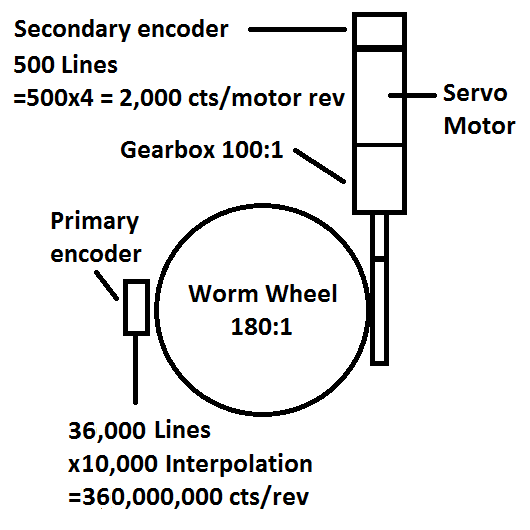 Secondary encoder
500 Lines
=500x4 = 2,000 cts/motor rev
Servo
Motor
Gearbox 100:1
Primary
encoder
Worm Wheel
180:1
36,000 Lines
x10,000 Interpolation
=360,000,000 cts/rev